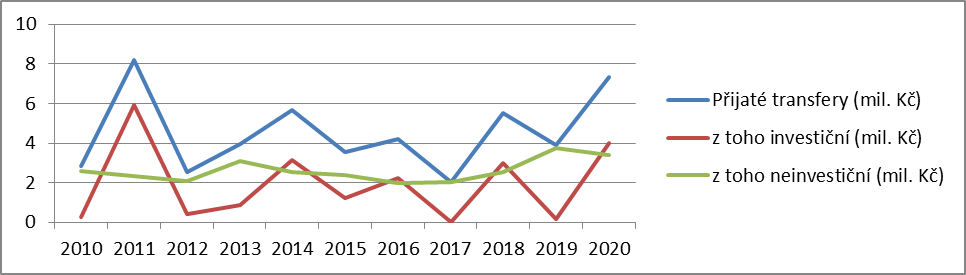 10
8
6
4
2
0
2010 2011 2012 2013 2014 2015 2016 2017 2018 2019 2020
Přijaté transfery (mil. Kč)
z toho investiční (mil. Kč)
z toho neinvestiční (mil. Kč)